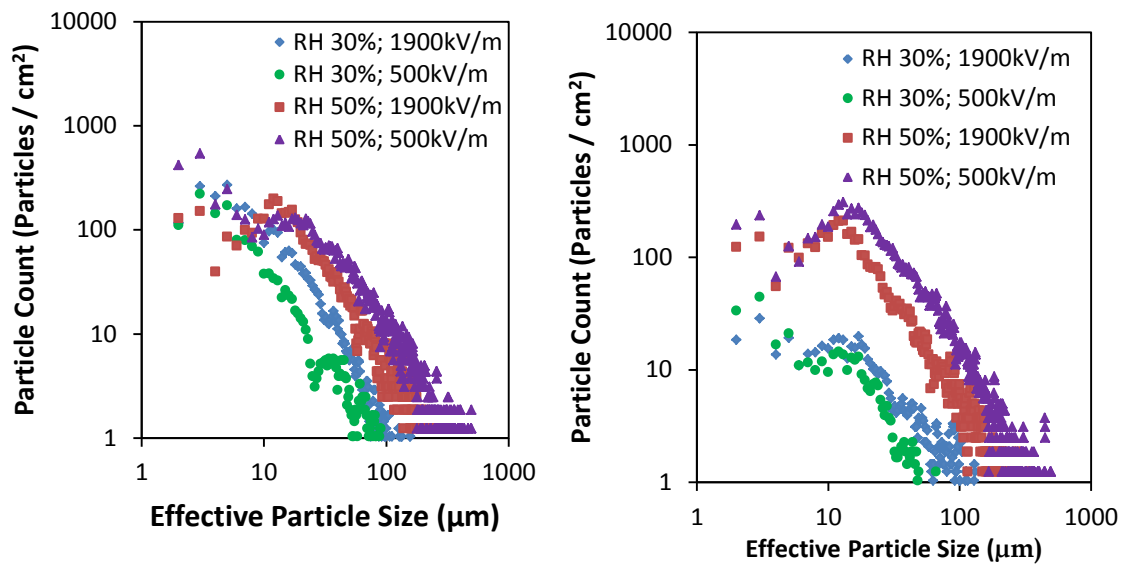 Particle Count (Particles / cm²)
10000
1000
100
10
1
RH 30%; 1900kV/m
RH 30%; 500kV/m
RH 50%; 1900kV/m
RH 50%; 500kV/m
1 10 100 1000
Effective Particle Size (μm)
Particle Count (Particles / cm²)
10000
1000
100
10
1
RH 30%; 1900kV/m
RH 30%; 500kV/m
RH 50%; 1900kV/m
RH 50%; 500kV/m
1 10 100 1000
Effective Particle Size (μm)